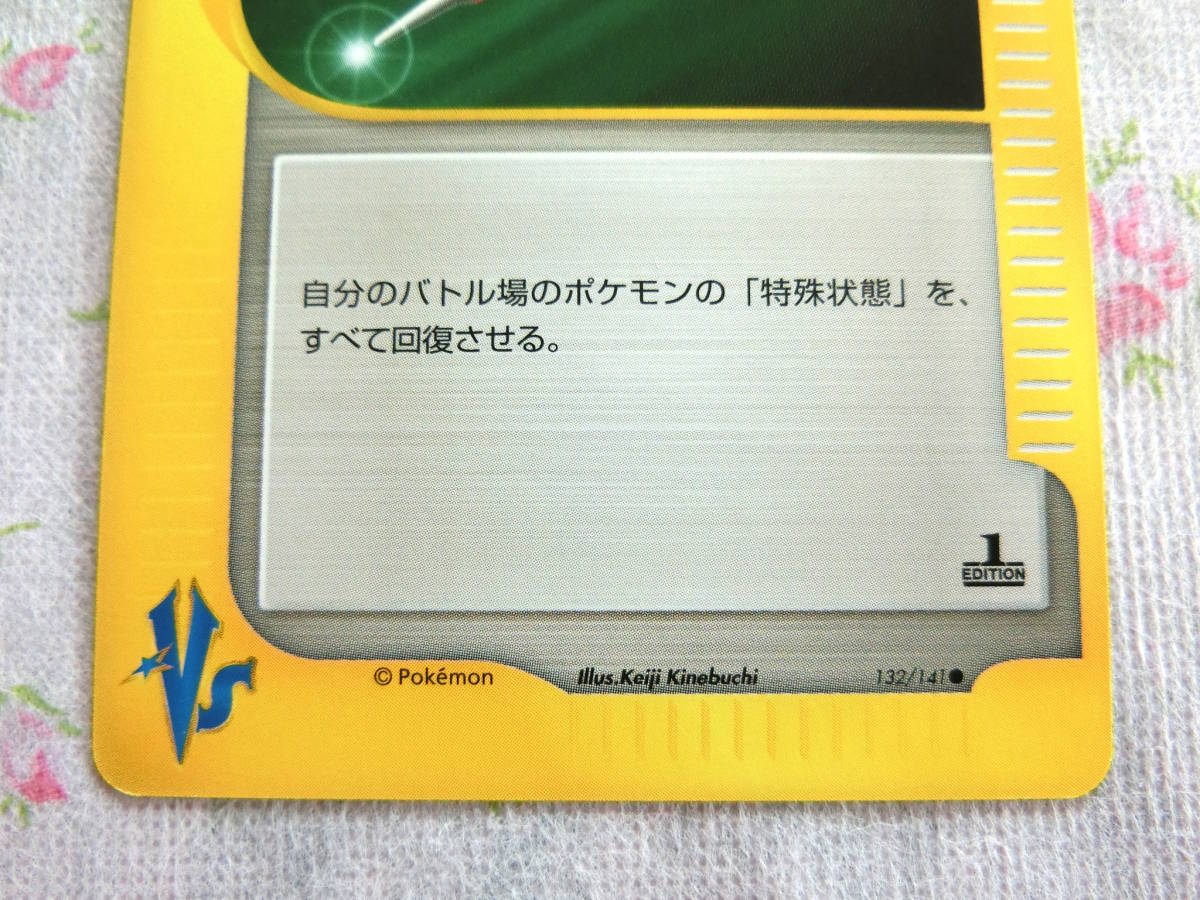 自分のバトル場のポケモンの「特殊状態」を、
すべて回復させる。
1
EDITION
VS
© Pokémon
Illus.Keiji Kinebuchi
132/141●